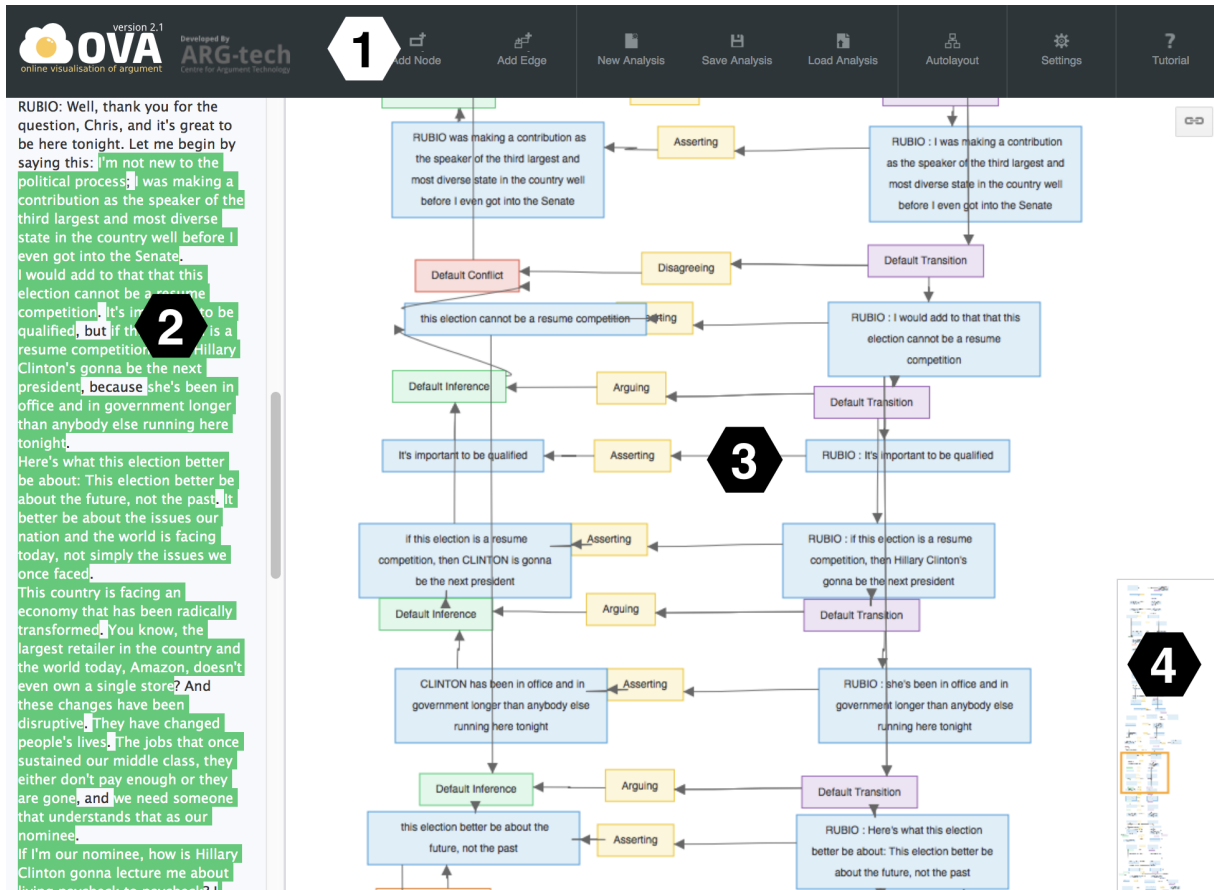 version 2.1
OVA
online visualisation of argument
Developed By
ARG-tech
Centre for Argument Technology
1
dd Node
Add Edge
New Analysis
Save Analysis
Load Analysis
Autolayout
Settings
?
Tutorial
RUBIO: Well, thank you for the
question, Chris, and it's great to
be here tonight. Let me begin by
saying this: I'm not new to the
political process; I was making a
contribution as the speaker of the
third largest and most diverse
state in the country well before I
even got into the Senate.
I would add to that that this
election cannot be a resume
competition. It's im to be
qualified, but if th is a
resume competition Hillary
Clinton's gonna be the next
president, because she's been in
office and in government longer
than anybody else running here
tonight.
Here's what this election better
be about: This election better be
about the future, not the past. It
better be about the issues our
nation and the world is facing
today, not simply the issues we
once faced.
This country is facing an
economy that has been radically
transformed. You know, the
largest retailer in the country and
the world today, Amazon, doesn't
even own a single store? And
these changes have been
disruptive. They have changed
people's lives. The jobs that once
sustained our middle class, they
either don't pay enough or they
are gone, and we need someone
that understands that as our
nominee.
If I'm our nominee, how is Hillary
Clinton gonna lecture me about
living paycheck to paycheck? I
2
RUBIO was making a contribution as
the speaker of the third largest and
most diverse state in the country well
before I even got into the Senate
Asserting
RUBIO : I was making a contribution
as the speaker of the third largest and
most diverse state in the country well
before I even got into the Senate
Default Conflict
Disagreeing
Default Transition
this election cannot be a resume competition
erting
RUBIO : I would add to that that this
election cannot be a resume
competition
Default Inference
Arguing
Default Transition
It's important to be qualified
Asserting
3
RUBIO : It's important to be qualified
if this election is a resume
competition, then CLINTON is gonna
be the next president
Asserting
RUBIO : if this election is a resume
competition, then Hillary Clinton's
gonna be the next president
Default Inference
Arguing
Default Transition
CLINTON has been in office and in
government longer than anybody else
running here tonight
Asserting
RUBIO : she's been in office and in
government longer than anybody else
running here tonight
Default Inference
Arguing
Default Transition
this election better be about the
future, not the past
Asserting
RUBIO : Here's what this election
better be about: This election better be
about the future, not the past
4